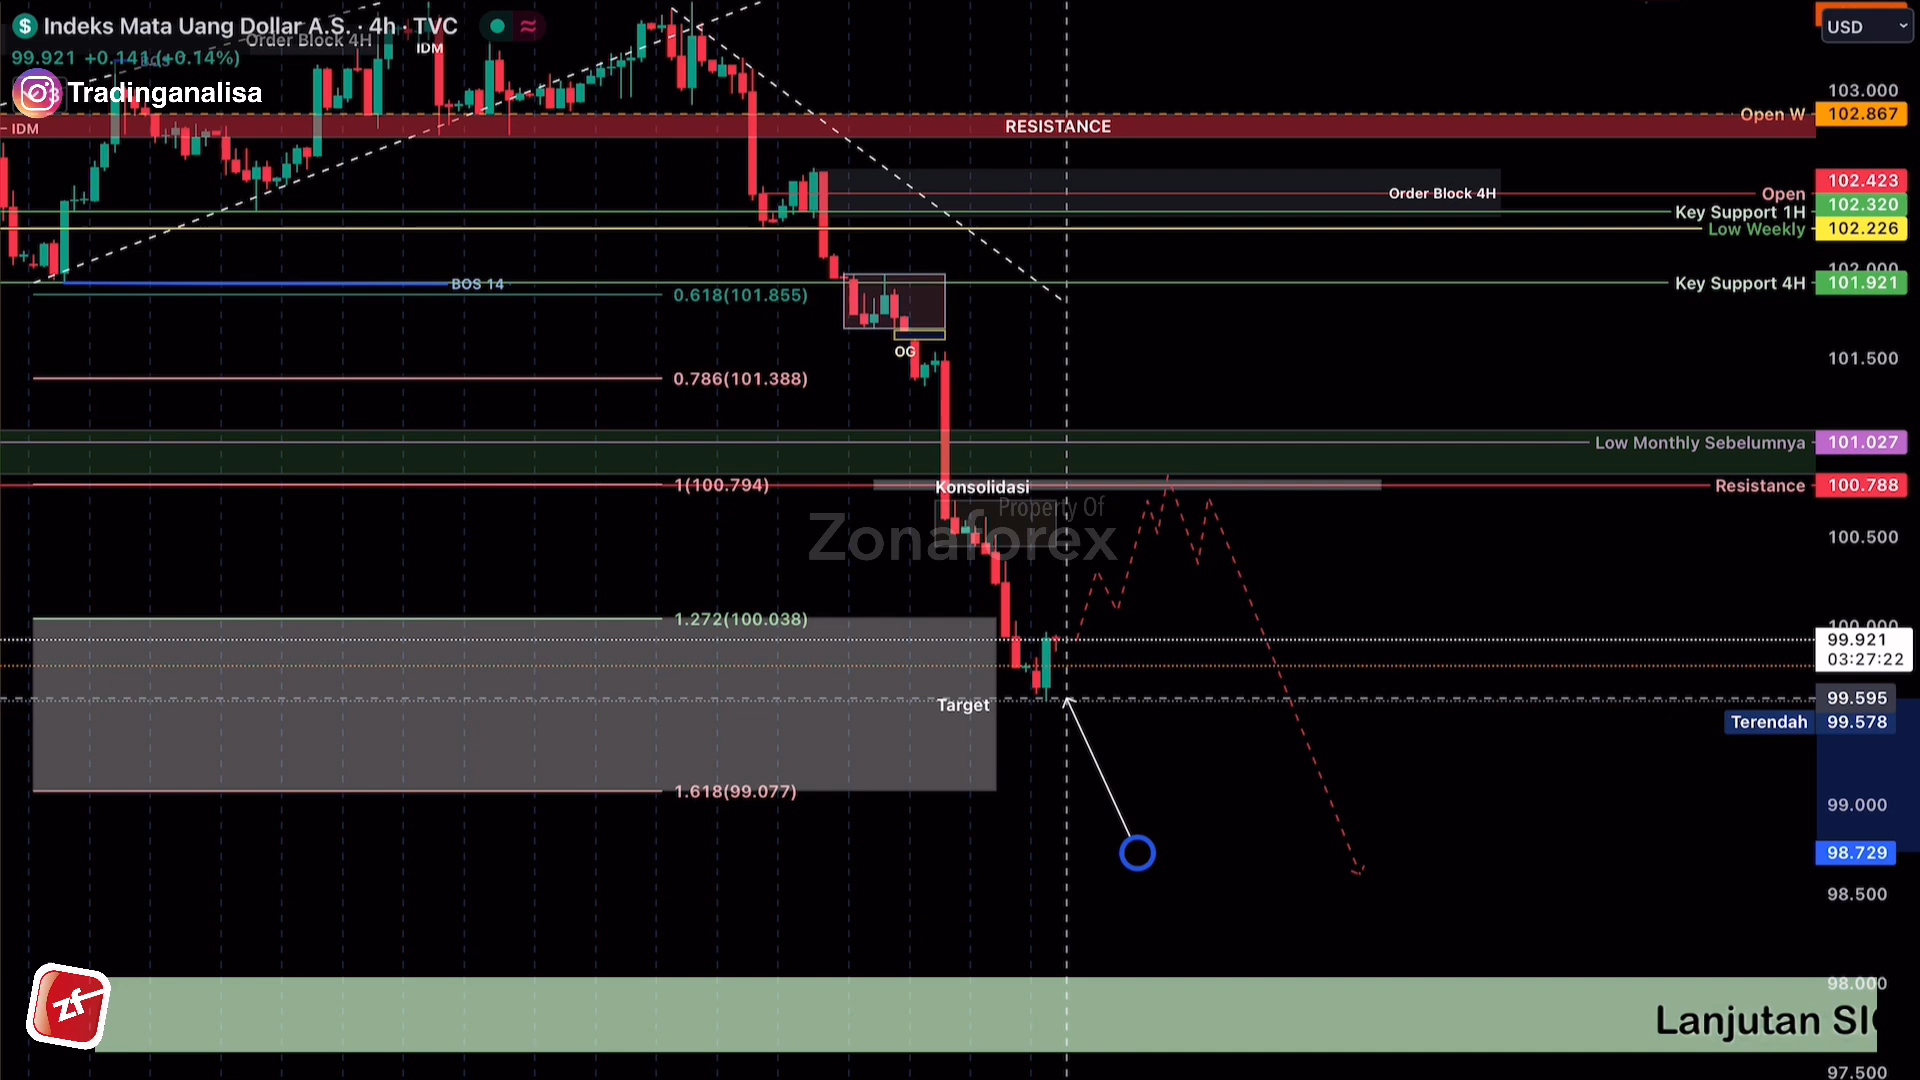 Indeks Mata Uang Dollar A.S. · 4h · TVC
99.921 +0.141 (+0.14%)
Order Block 4H
IDM
Tradinganalisa
IDM
USD
103.000
Open W 102.867
RESISTANCE
102.423
Order Block 4H
Open
102.320
Key Support 1H
Low Weekly 102.226
102.000
Key Support 4H 101.921
BOS 14
0.618(101.855)
OG
101.500
0.786(101.388)
Low Monthly Sebelumnya 101.027
1(100.794)
Konsolidasi
Resistance 100.788
Property Of
Zonaforex
100.500
1.272(100.038)
100.000
99.921
03:27:22
Target
99.595
Terendah 99.578
1.618(99.077)
99.000
98.729
98.500
98.000
zf
Lanjutan
97.500